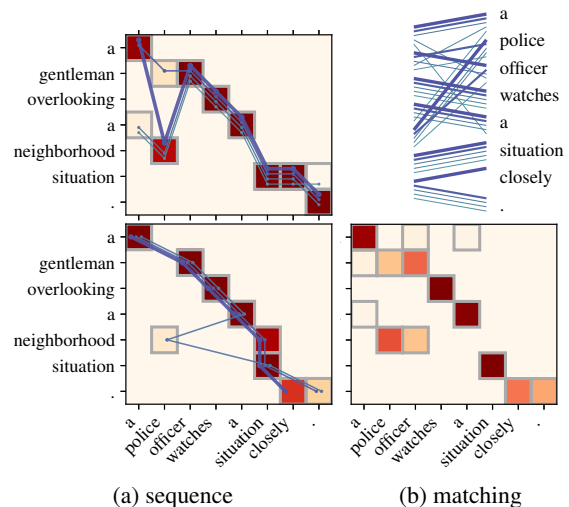 a
gentleman
overlooking
a
neighborhood
situation
.
a
police
officer
watches
a
situation
closely
.
a
gentleman
overlooking
a
neighborhood
situation
.
a
police
officer
watches
a
situation
closely
.
a
police
officer
watches
a
situation
closely
.
(a) sequence
(b) matching